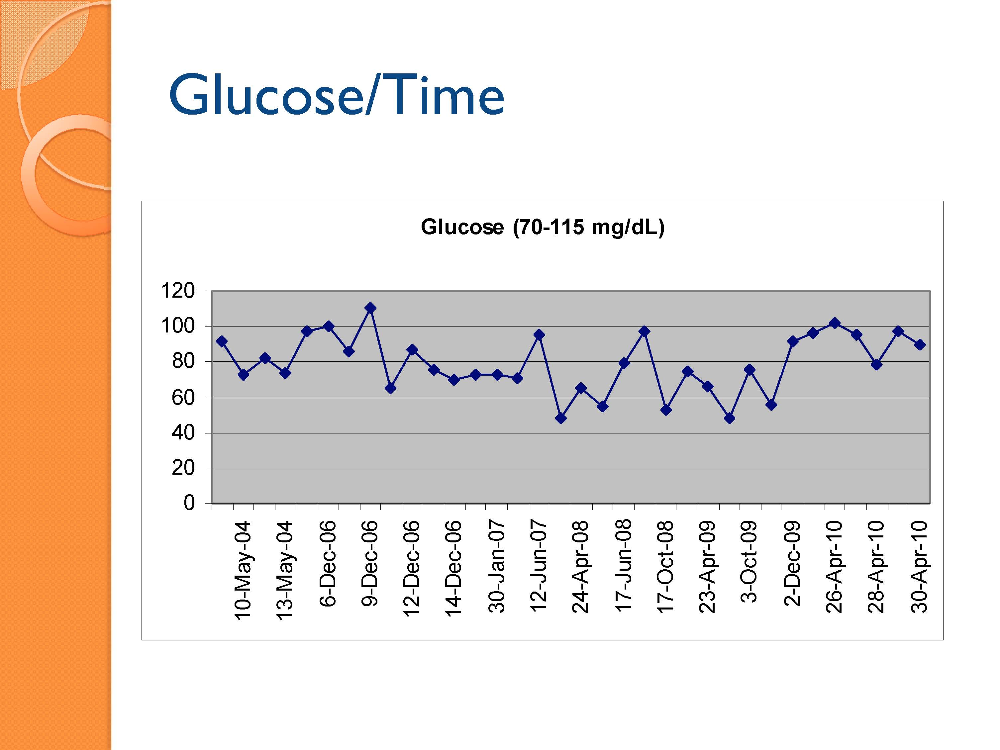 Glucose/Time
Glucose (70-115 mg/dL)
120
100
80
60
40
20
0
10-May-04
13-May-04
6-Dec-06
9-Dec-06
12-Dec-06
14-Dec-06
30-Jan-07
12-Jun-07
24-Apr-08
17-Jun-08
17-Oct-08
23-Apr-09
3-Oct-09
2-Dec-09
26-Apr-10
28-Apr-10
30-Apr-10